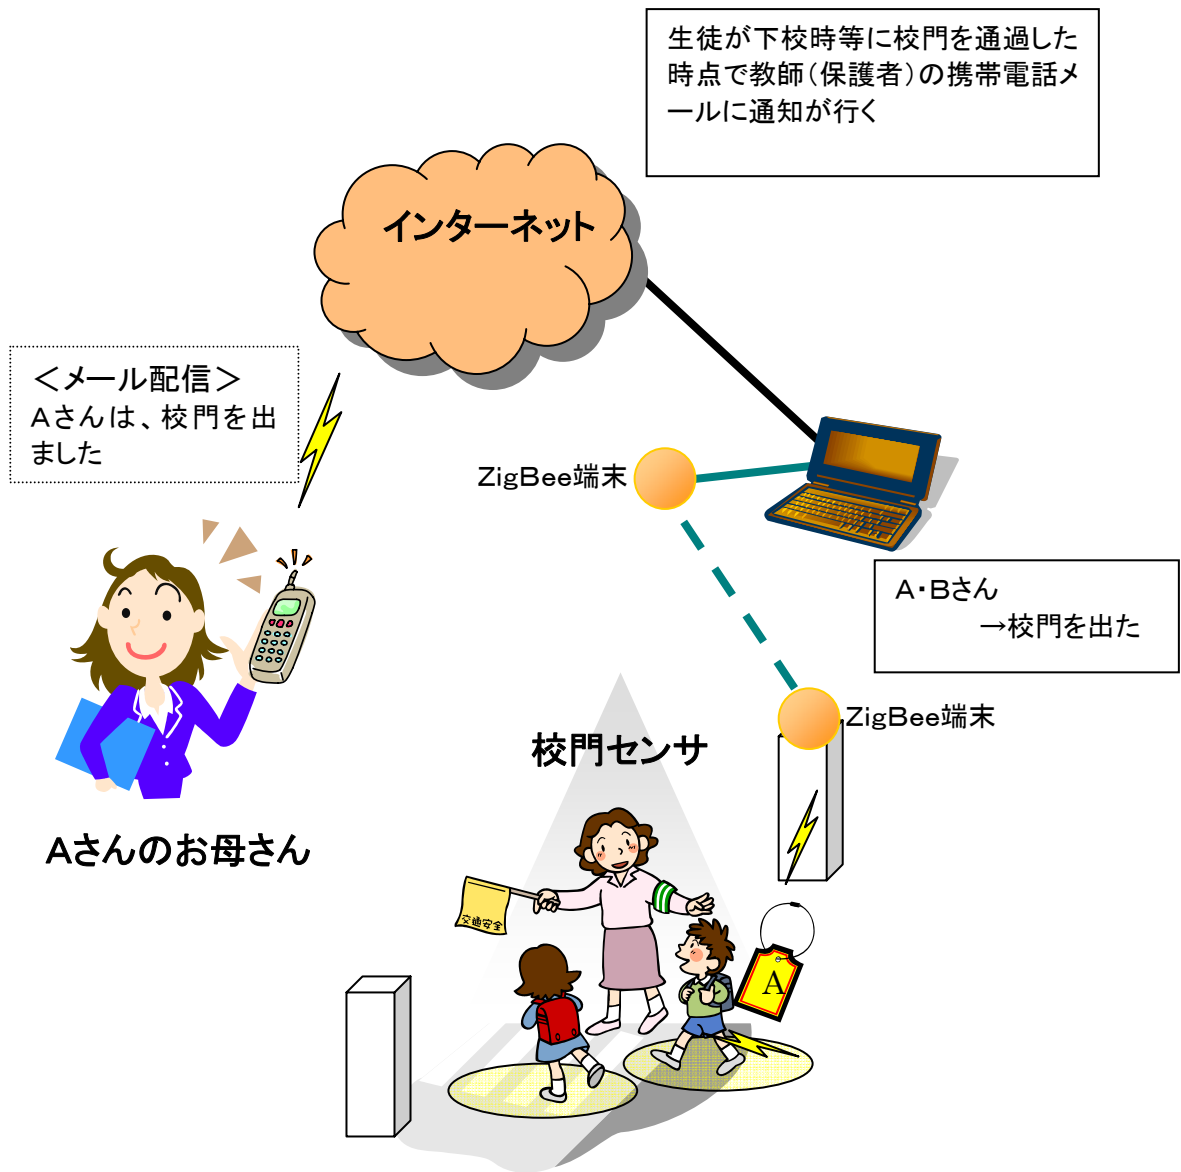 生徒が下校時等に校門を通過した
時点で教師(保護者)の携帯電話メ
ールに通知が行く
インターネット
<メール配信>
Aさんは、校門を出
ました
ZigBee端末
A・Bさん
→校門を出た
ZigBee端末
校門センサ
Aさんのお母さん
交通安全
A